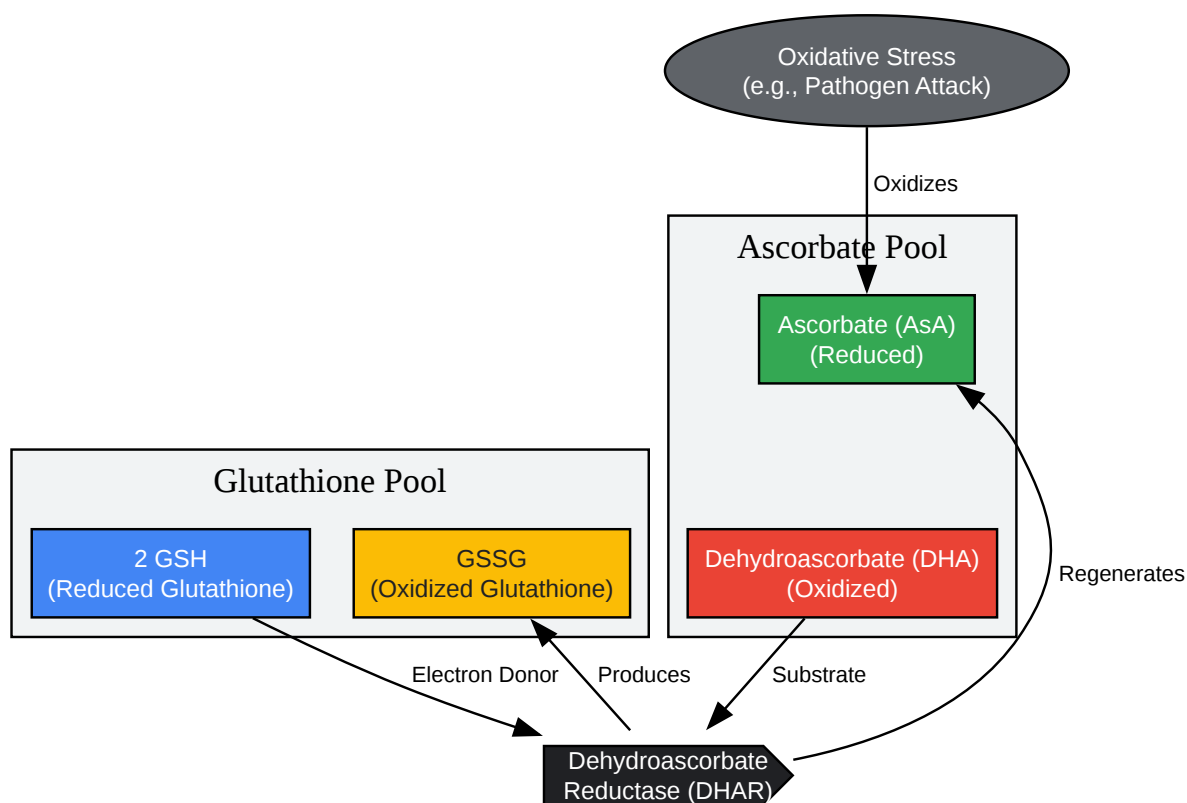 Oxidative Stress
(e.g., Pathogen Attack)
Oxidizes
Ascorbate Pool
Ascorbate (AsA)
(Reduced)
Glutathione Pool
2 GSH
(Reduced Glutathione)
GSSG
(Oxidized Glutathione)
Dehydroascorbate (DHA)
(Oxidized)
Regenerates
Electron Donor
Produces
Substrate
Dehydroascorbate
Reductase (DHAR)